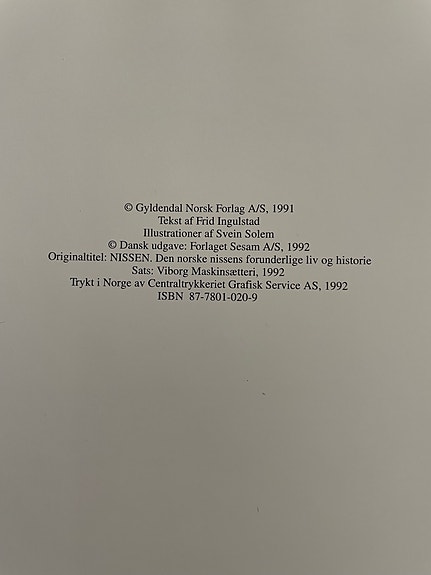 © Gyldendal Norsk Forlag A/S, 1991
Tekst af Frid Ingulstad
Illustrationer af Svein Solem
© Dansk udgave: Forlaget Sesam A/S, 1992
Originaltitel: NISSEN. Den norske nissens forunderlige liv og historie
Sats: Viborg Maskinsætteri, 1992
Trykt i Norge av Centraltrykkeriet Grafisk Service AS, 1992
ISBN 87-7801-020-9